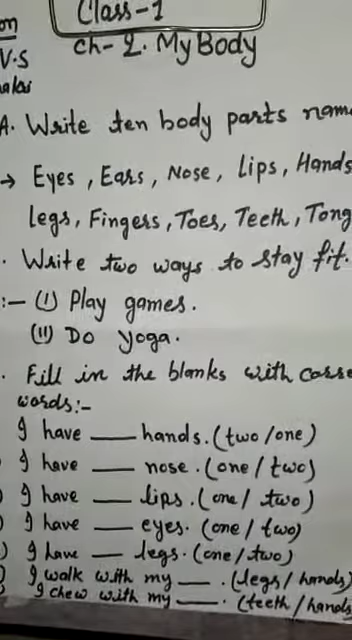 Class-1
Ch-2. My Body
V.S
A. Write ten body parts name
→ Eyes, Ears, Nose, Lips, Hands
Legs, Fingers, Toes, Teeth, Tong
. Write two ways to stay fit.
:- (I) Play games.
(II) Do yoga.
. Fill in the blanks with corre
words:-
I have ___ hands. (two/one)
I have ___ nose. (one/two)
I have ___ lips. (one/two)
I have ___ eyes. (one/two)
I have ___ legs. (one/two)
I walk with my ___. (legs/hands)
I chew with my ___. (teeth/hands